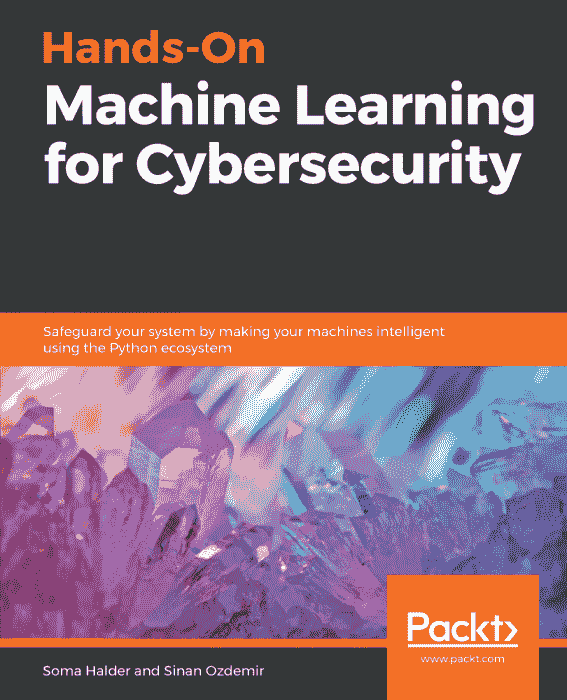 Hands-On
Machine Learning
for Cybersecurity
Safeguard your system by making your machines intelligent
using the Python ecosystem
Packt>
www.packt.com
Soma Halder and Sinan Ozdemir